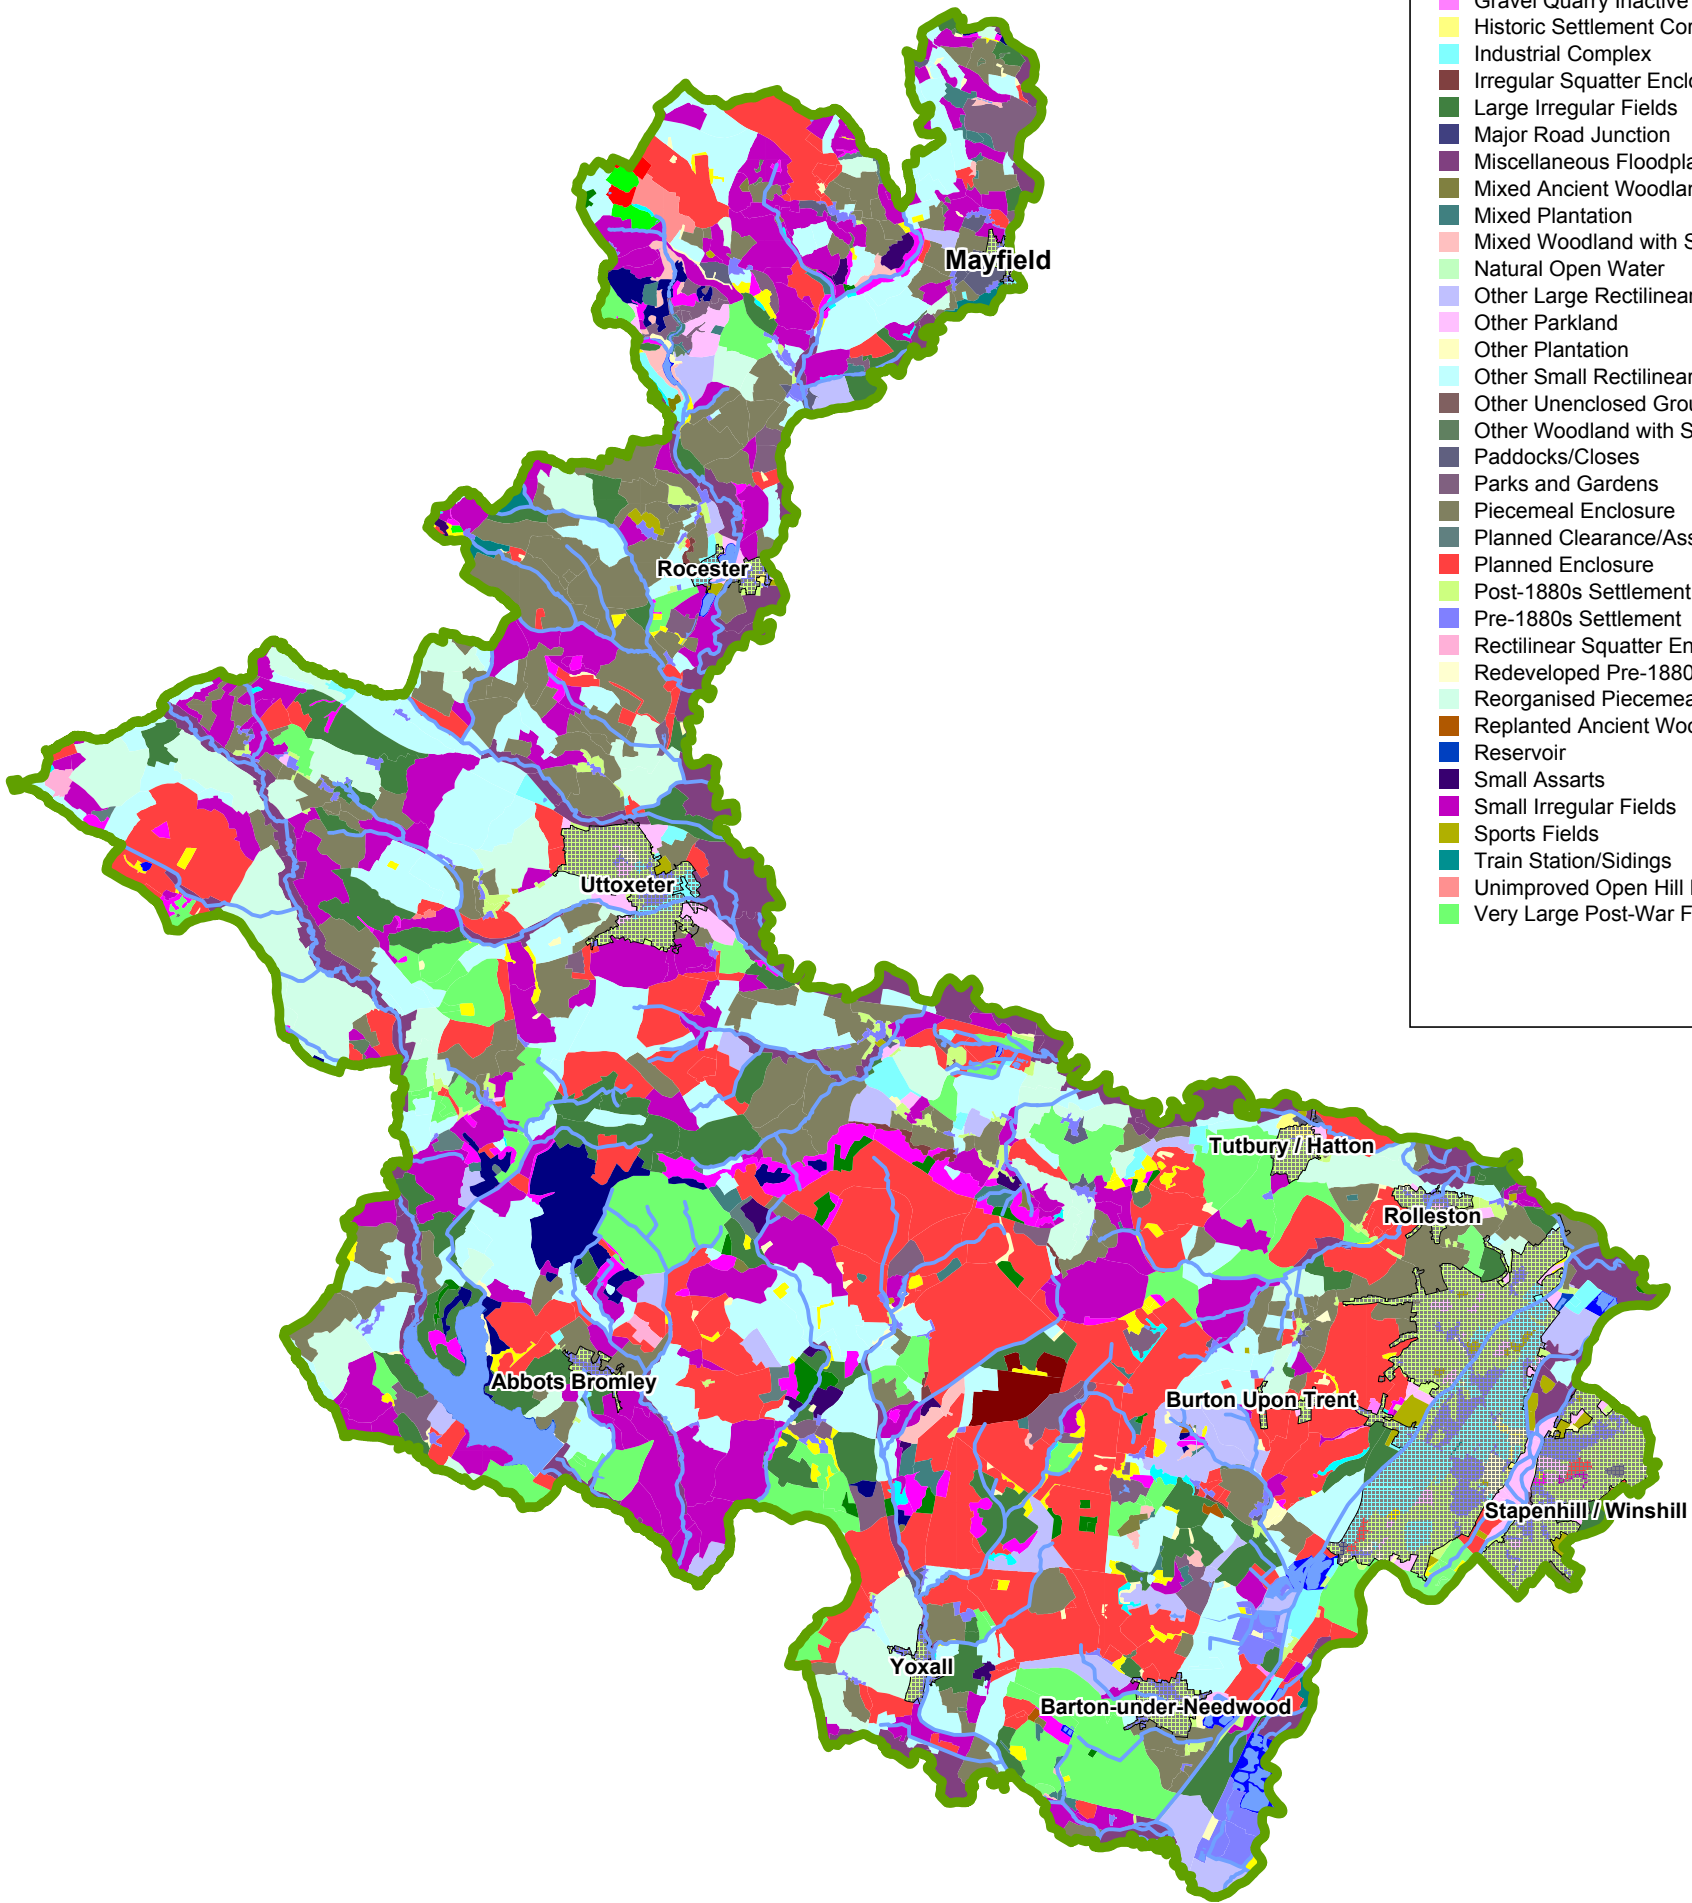 Gravel Quarry Inactive
Historic Settlement
Industrial Complex
Irregular Squatter
Large Irregular Fields
Major Road Junction
Miscellaneous
Mixed Ancient
Mixed Plantation
Mixed Woodland with S
Natural Open Water
Other Large Rectilinear
Other Parkland
Other Plantation
Other Small Rectilinear
Other Unenclosed
Other Woodland with S
Paddocks/Closes
Parks and Gardens
Piecemeal Enclosure
Planned Clearance/Ass
Planned Enclosure
Post-1880s Settlement
Pre-1880s Settlement
Rectilinear Squatter En
Redeveloped Pre-1880
Reorganised Piecemea
Replanted Ancient Woo
Reservoir
Small Assarts
Small Irregular Fields
Sports Fields
Train Station/Sidings
Unimproved Open Hill
Very Large Post-War F
Mayfield
Rocester
Uttoxeter
Tutbury / Hatton
Rolleston
Abbots Bromley
Burton Upon Trent
Stapenhill / Winshill
Yoxall
Barton-under-Needwood